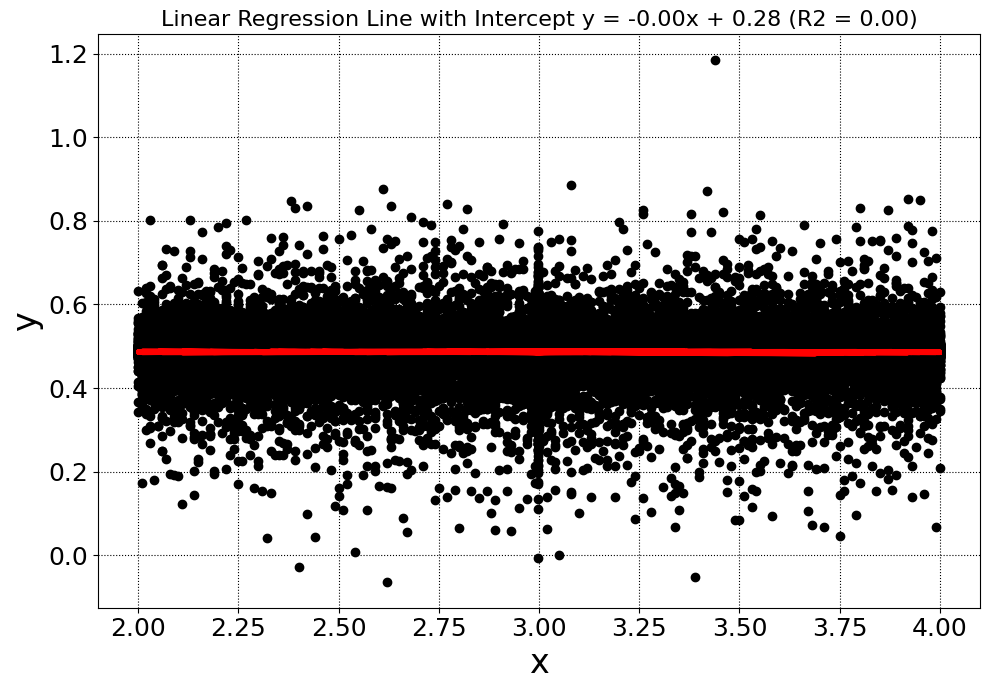 Linear Regression Line with Intercept y = -0.00x + 0.28 (R2 = 0.00)
1.2
1.0
0.8
0.6
0.4
0.2
0.0
y
2.00 2.25 2.50 2.75 3.00 3.25 3.50 3.75 4.00
x